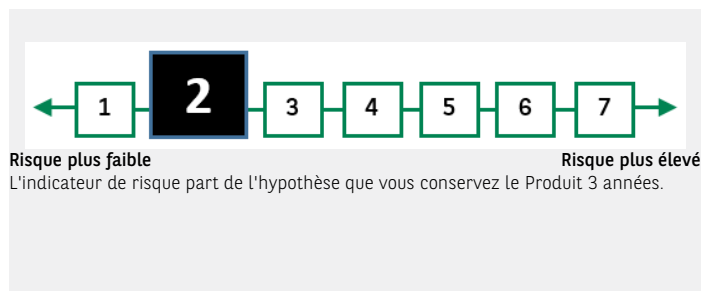 1 2 3 4 5 6 7
Risque plus faible Risque plus élevé
L'indicateur de risque part de l'hypothèse que vous conservez le Produit 3 années.